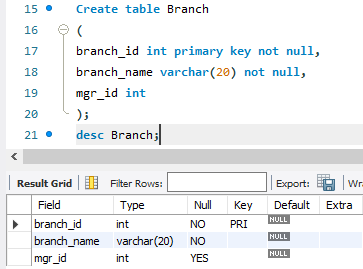 15 Create table Branch
16 (
17 branch_id int primary key not null,
18 branch_name varchar(20) not null,
19 mgr_id int
20 );
21 desc Branch;
Result Grid Filter Rows: Export:
Field Type Null Key Default Extra
branch_id int NO PRI NULL
branch_name varchar(20) NO NULL
mgr_id int YES NULL